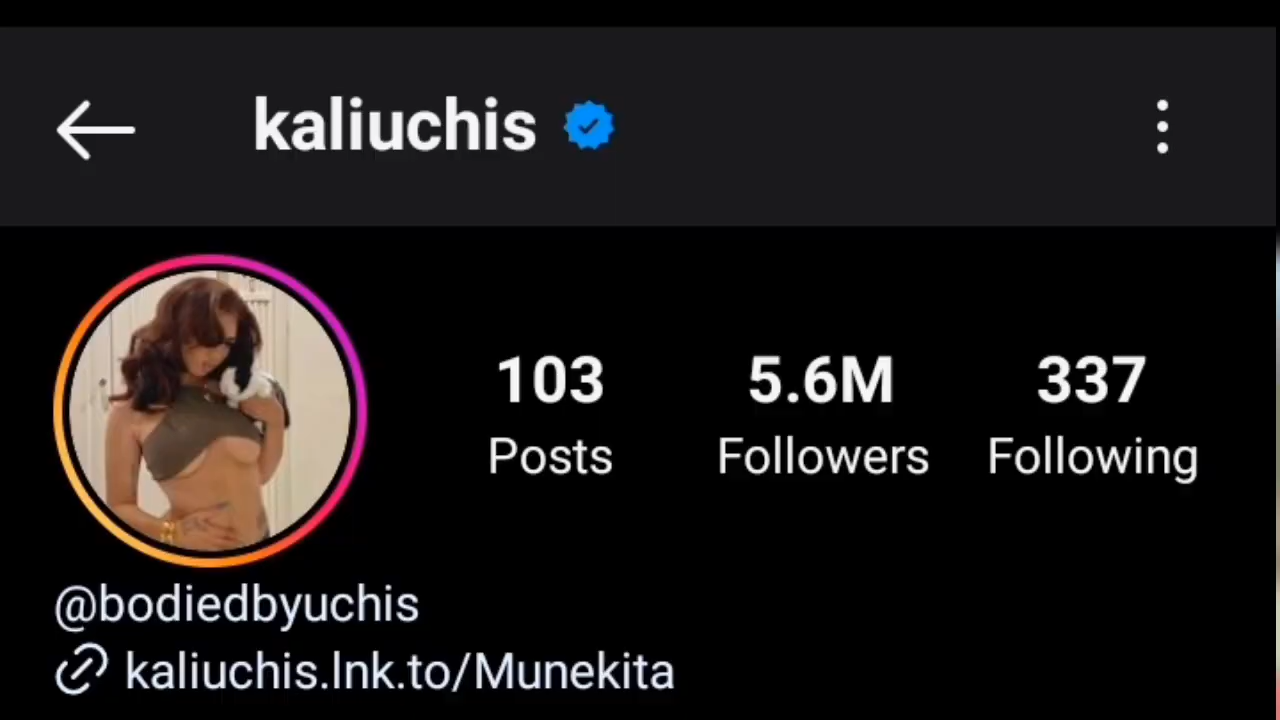 kaliuchis
103 5.6M 337
Posts Followers Following
@bodiedbyuchis
kaliuchis.lnk.to/Munekita